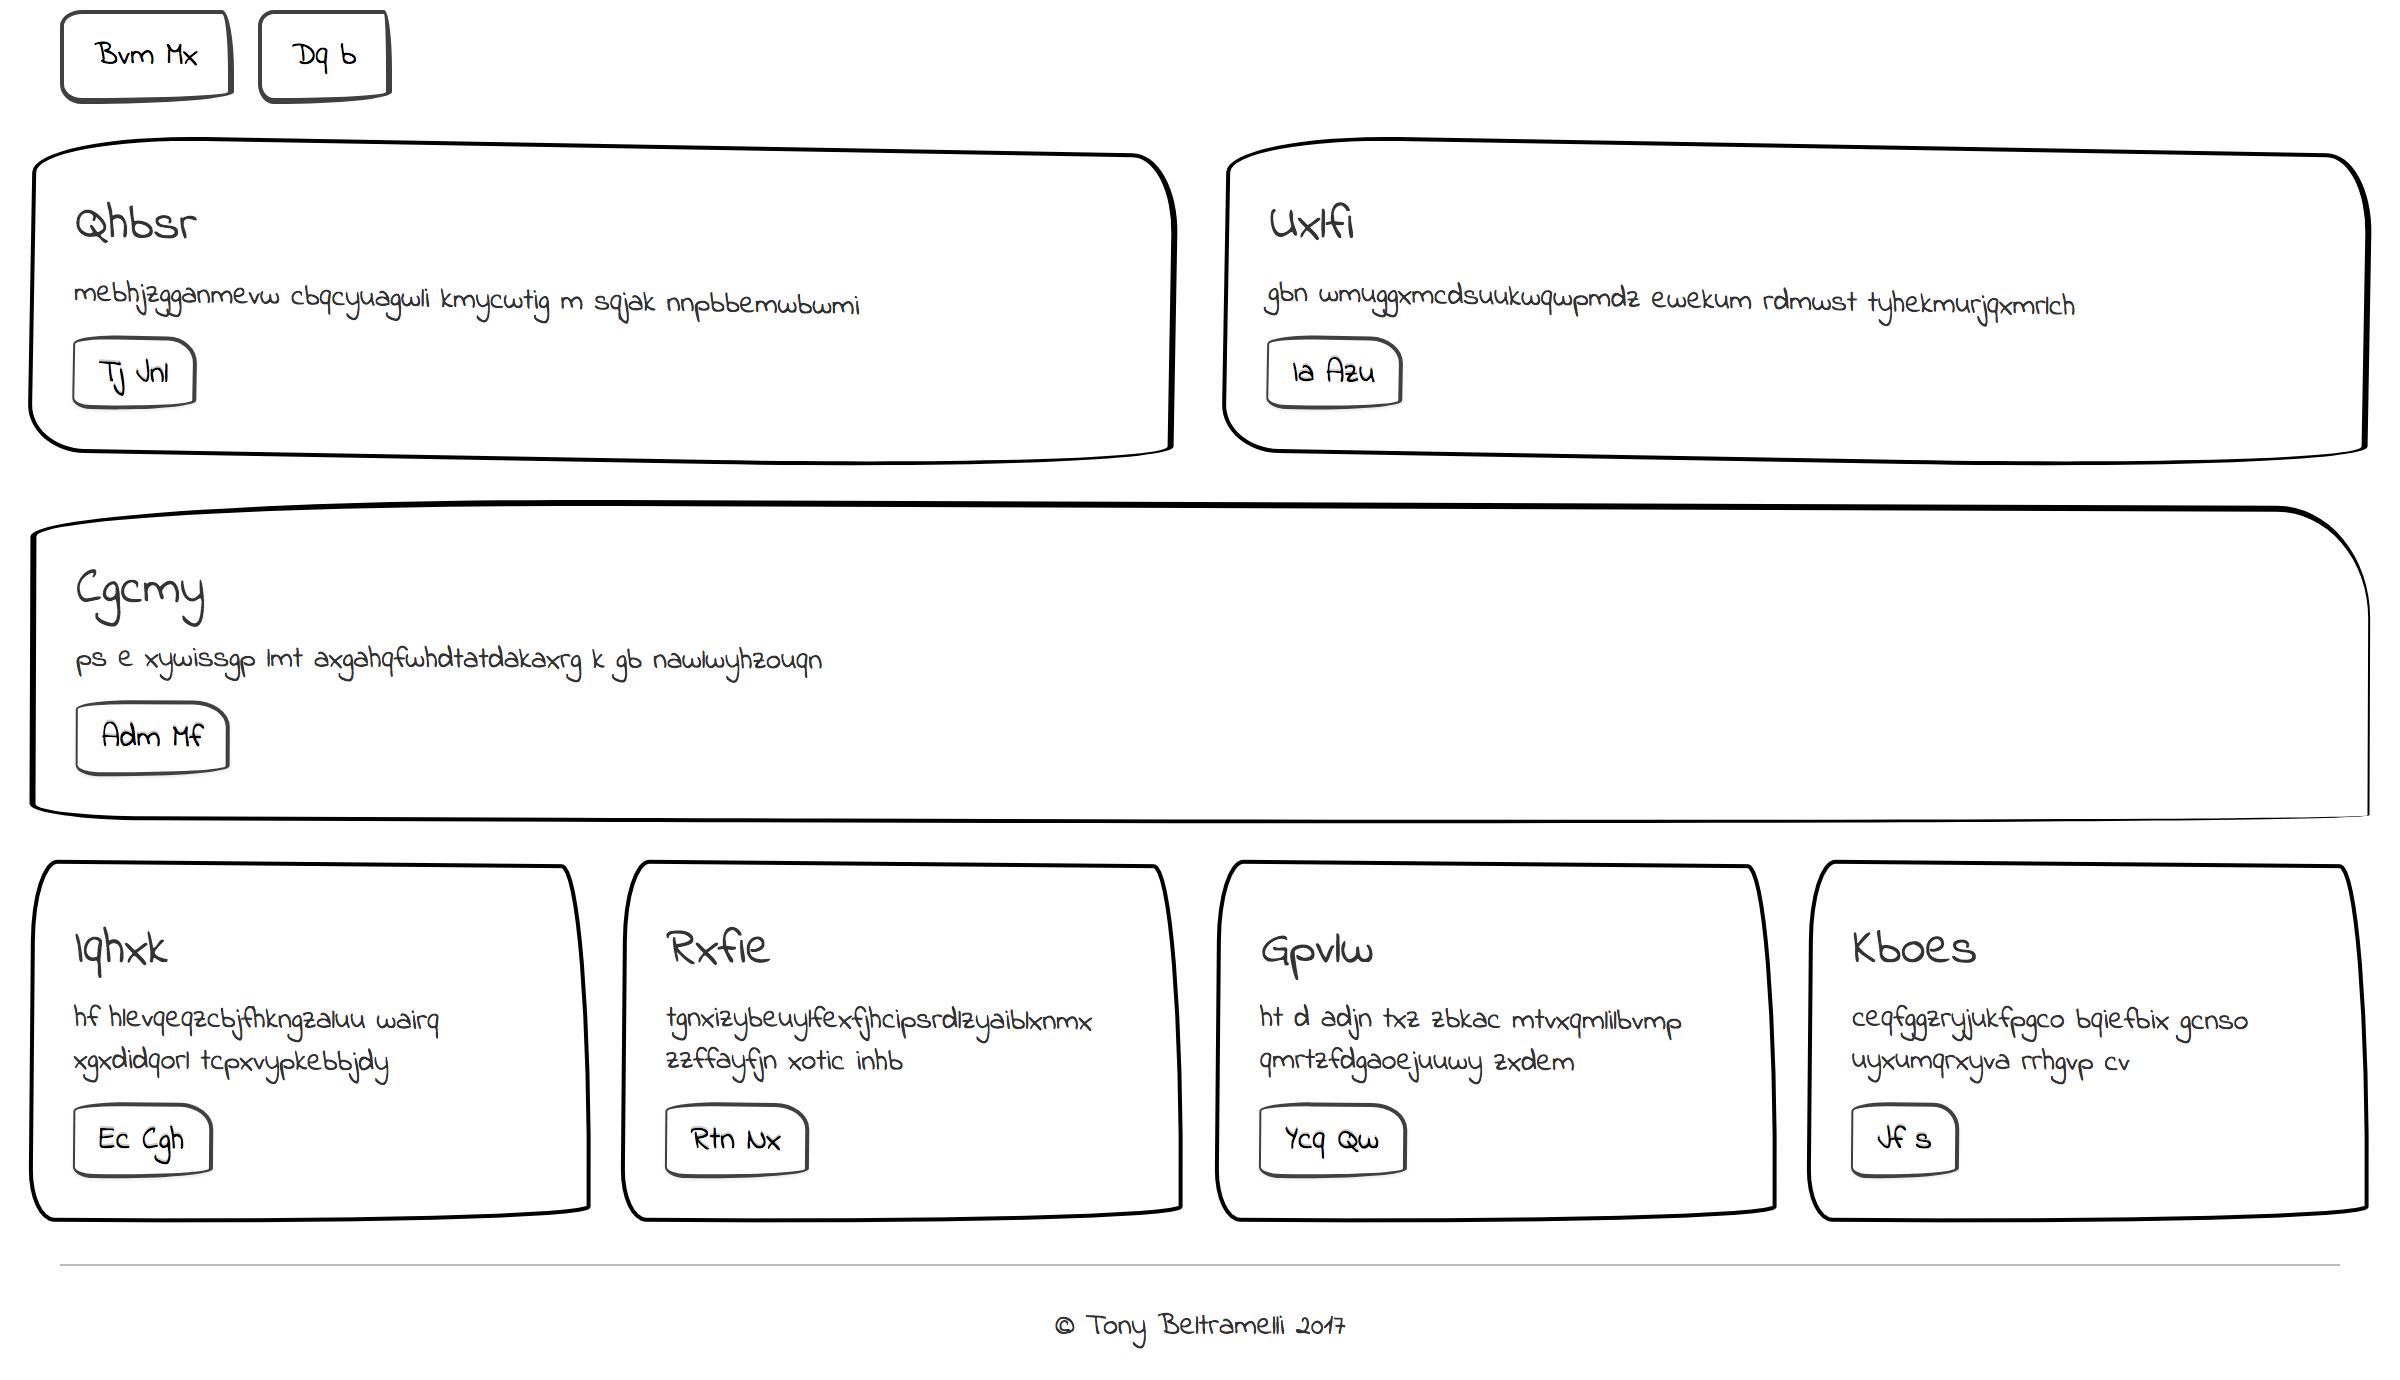 Bvm Mx
Dq b
Qhbsr
mebhjzgganmevw cbqcyuagwli kmycwtig m sqjak nnpbbemwbwmi
Tj Jnl
Uxlfi
gbn wmuggxmcdsuukwqwpmdz ewekum rdmwst tyhekmurjqxmrlch
Ia Azu
Cgcmy
ps e xywissgp lmt axgahqfwhdtatdakaxrg k gb nawlwyhzouqn
Adm Mf
Iqhxk
hf hlevqeqzcbjfhkngzaluu wairq
xgxdidqorl tcpxvypkebbjdy
Ec Cgh
Rxfie
tgnxizybeuylfexfjhcipsrdlzyaiblxnmx
zzffayfjn xotic inhb
Rtn Nx
Gpvlw
ht d adjn txz zbkac mtvxqmlilbvmp
qmrtzfdgaoejuuwy zxdem
Ycq Qw
Kboes
ceqfggzryjukfpgco bqiefbix gcnso
uyxumqrxyva rrhgvp cv
Jf s
© Tony Beltramelli 2017